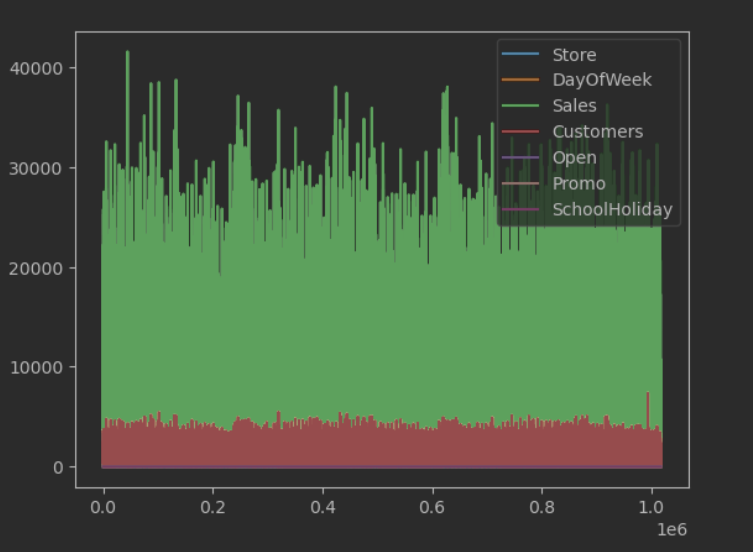 40000
30000
20000
10000
0
0.0 0.2 0.4 0.6 0.8 1.0
1e6
Store
DayOfWeek
Sales
Customers
Open
Promo
SchoolHoliday